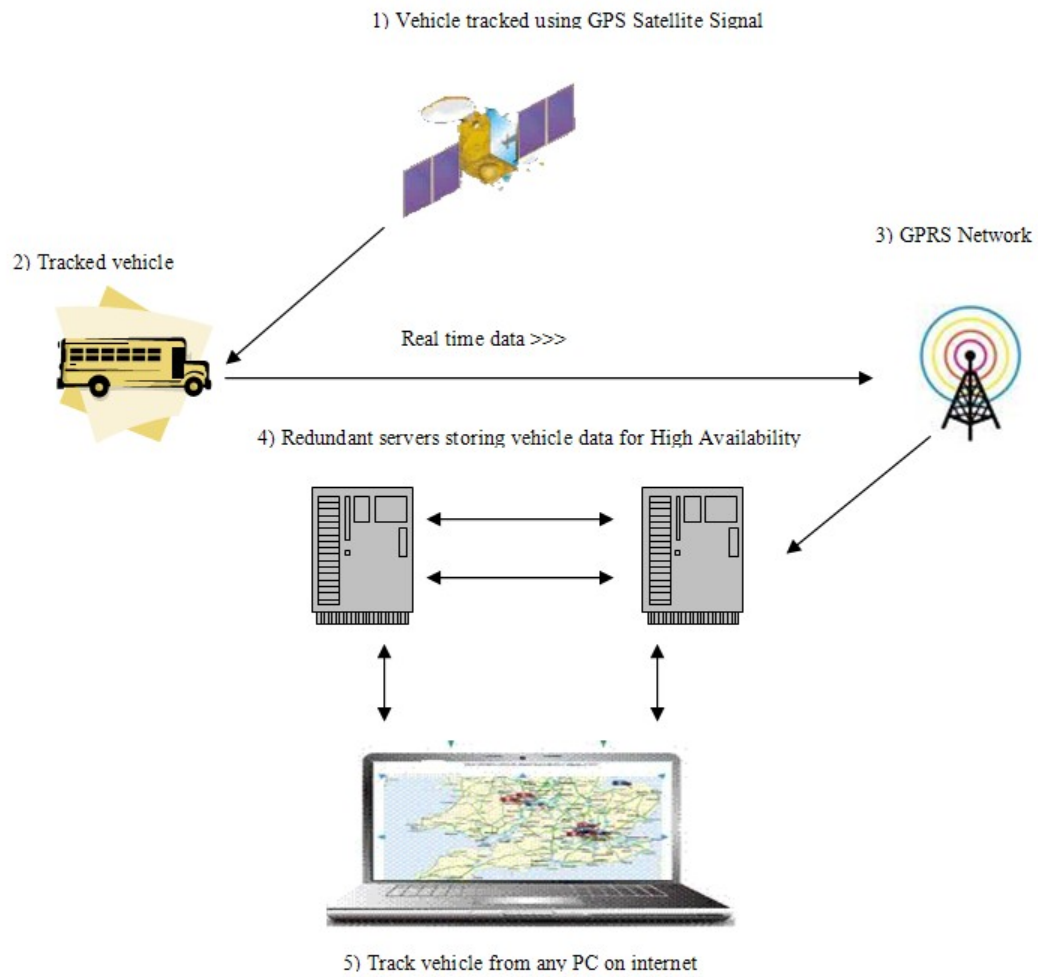 1) Vehicle tracked using GPS Satellite Signal
3) GPRS Network
2) Tracked vehicle
Real time data >>>
4) Redundant servers storing vehicle data for High Availability
5) Track vehicle from any PC on internet